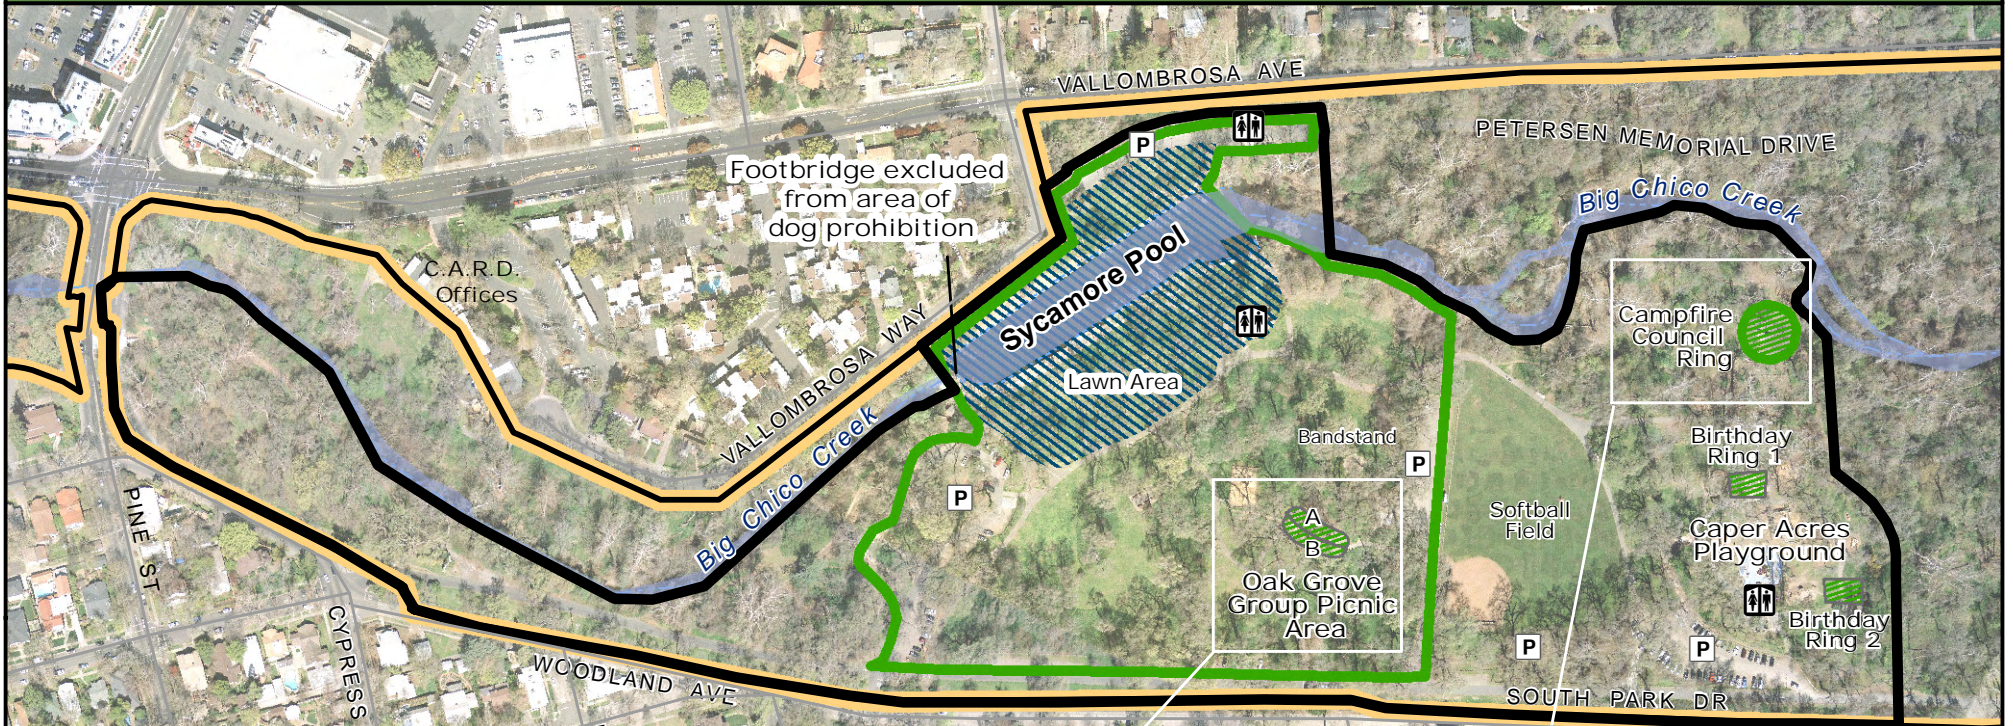 VALLOMBROSA AVE
PETERSEN MEMORIAL DRIVE
P
Footbridge excluded
from area of
dog prohibition
Big Chico Creek
C.A.R.D.
Offices
Sycamore Pool
VALLOMBROSA WAY
Lawn Area
Campfire
Council
Ring
Big Chico Creek
Bandstand
P
Birthday
Ring 1
P
PINE ST
A
B
Softball
Field
Caper Acres
Playground
Oak Grove
Group Picnic
Area
Birthday
Ring 2
CYPRESS
P
P
WOODLAND AVE
SOUTH PARK DR